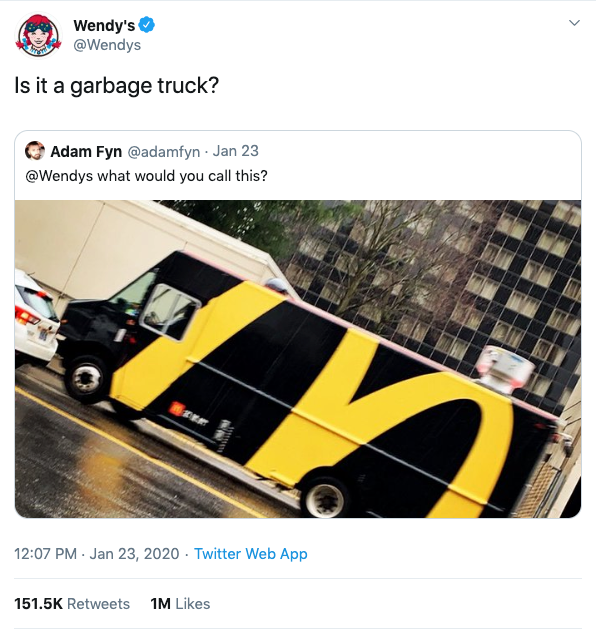 Wendy's
@Wendys
Is it a garbage truck?
Adam Fyn @adamfyn · Jan 23
@Wendys what would you call this?
12:07 PM · Jan 23, 2020 · Twitter Web App
151.5K Retweets 1M Likes